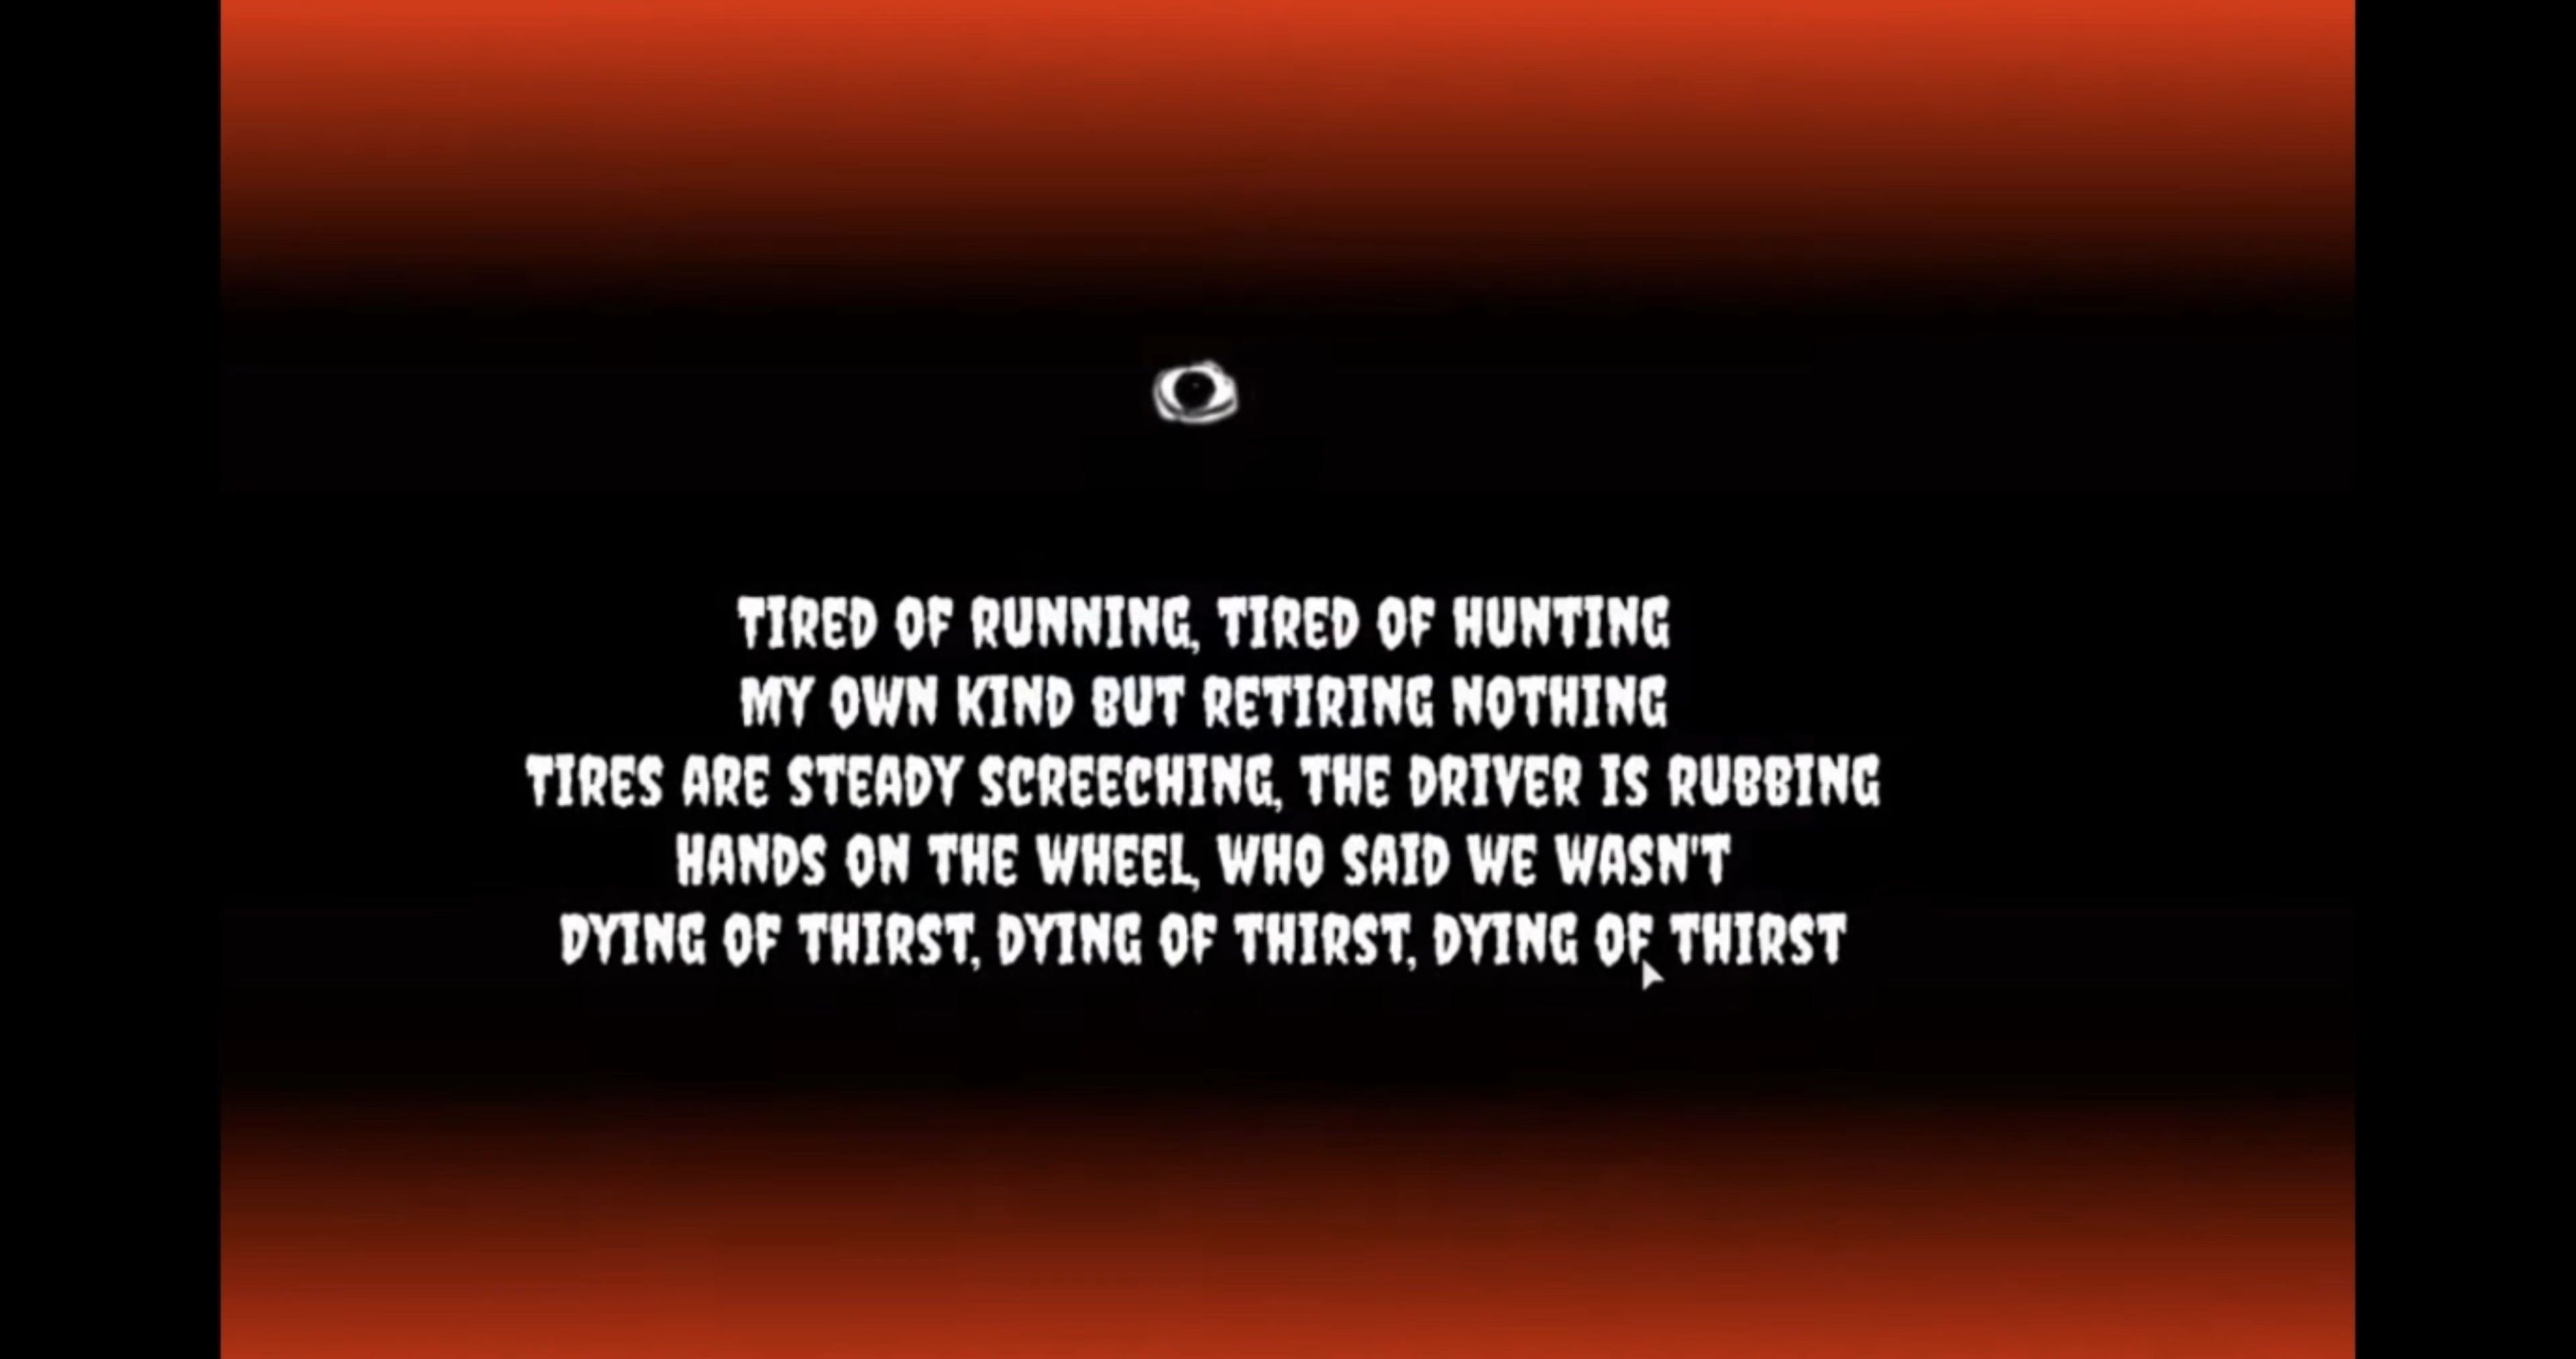 TIRED OF RUNNING, TIRED OF HUNTING
MY OWN KIND BUT RETIRING NOTHING
TIRES ARE STEADY SCREECHING, THE DRIVER IS RUBBING
HANDS ON THE WHEEL, WHO SAID WE WASN'T
DYING OF THIRST, DYING OF THIRST, DYING OF THIRST